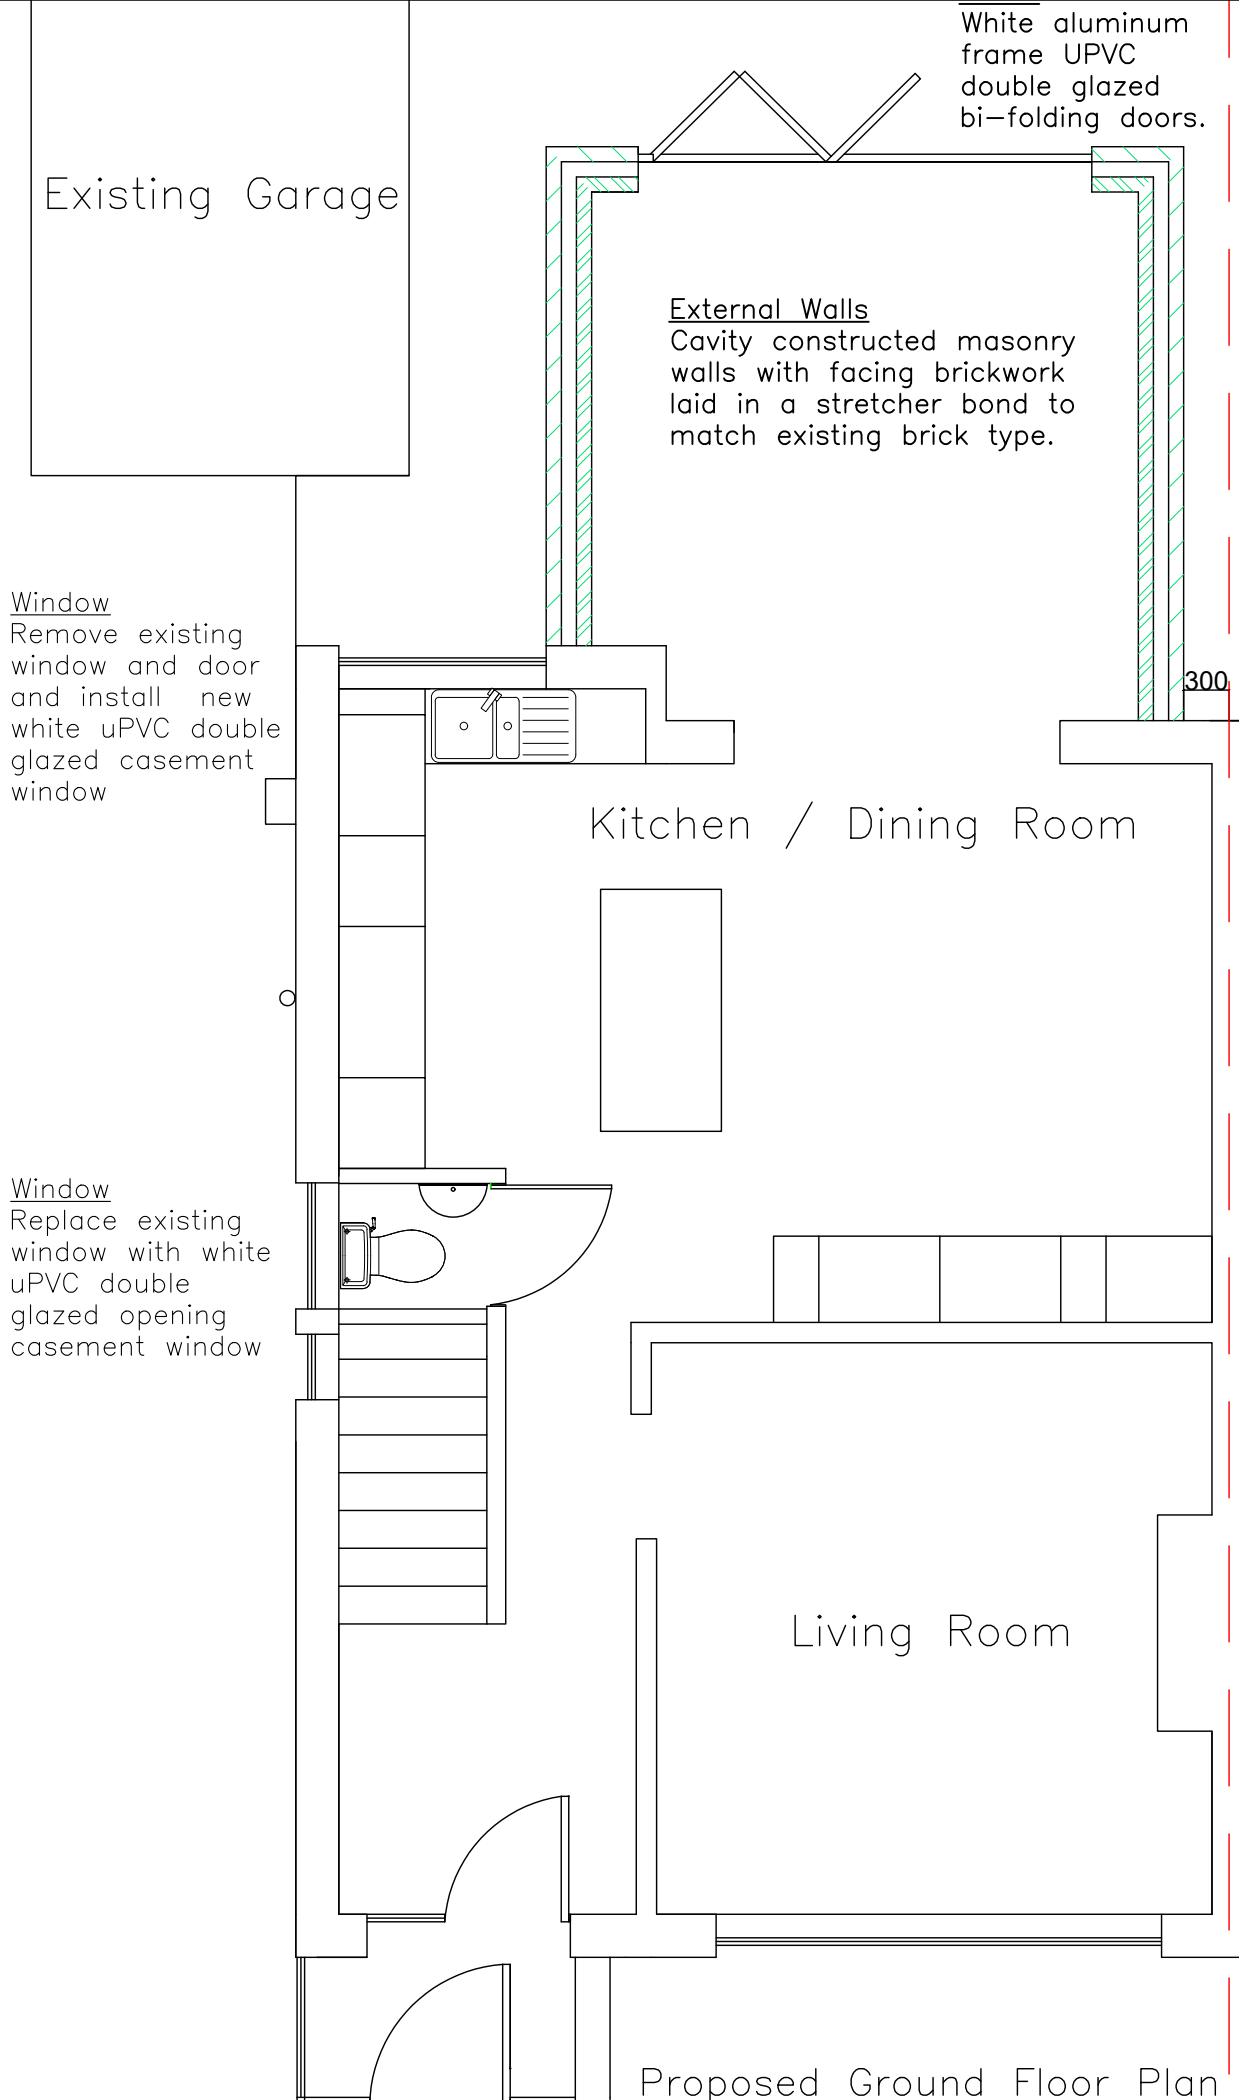 White aluminum
frame UPVC
double glazed
bi-folding doors.
Existing Garage
External Walls
Cavity constructed masonry
walls with facing brickwork
laid in a stretcher bond to
match existing brick type.
Window
Remove existing
window and door
and install new
white uPVC double
glazed casement
window
300
Kitchen / Dining Room
Window
Replace existing
window with white
uPVC double
glazed opening
casement window
Living Room
Proposed Ground Floor Plan